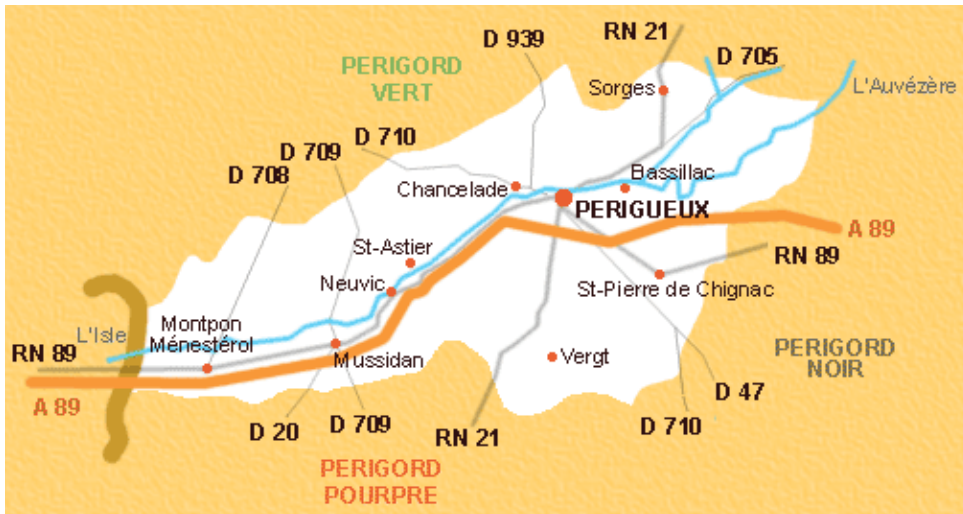 RN 21
D 939
D 705
PERIGORD
VERT
Sorges
L'Auvézère
D 710
D 709
D 708
Bassillac
Chancelade
PERIGUEUX
A 89
St-Astier
RN 89
Neuvic
St-Pierre de Chignac
L'Isle
Montpon
Ménestérol
RN 89
Mussidan
Vergt
PERIGORD
NOIR
A 89
D 47
D 20
D 709
RN 21
D 710
PERIGORD
POURPRE